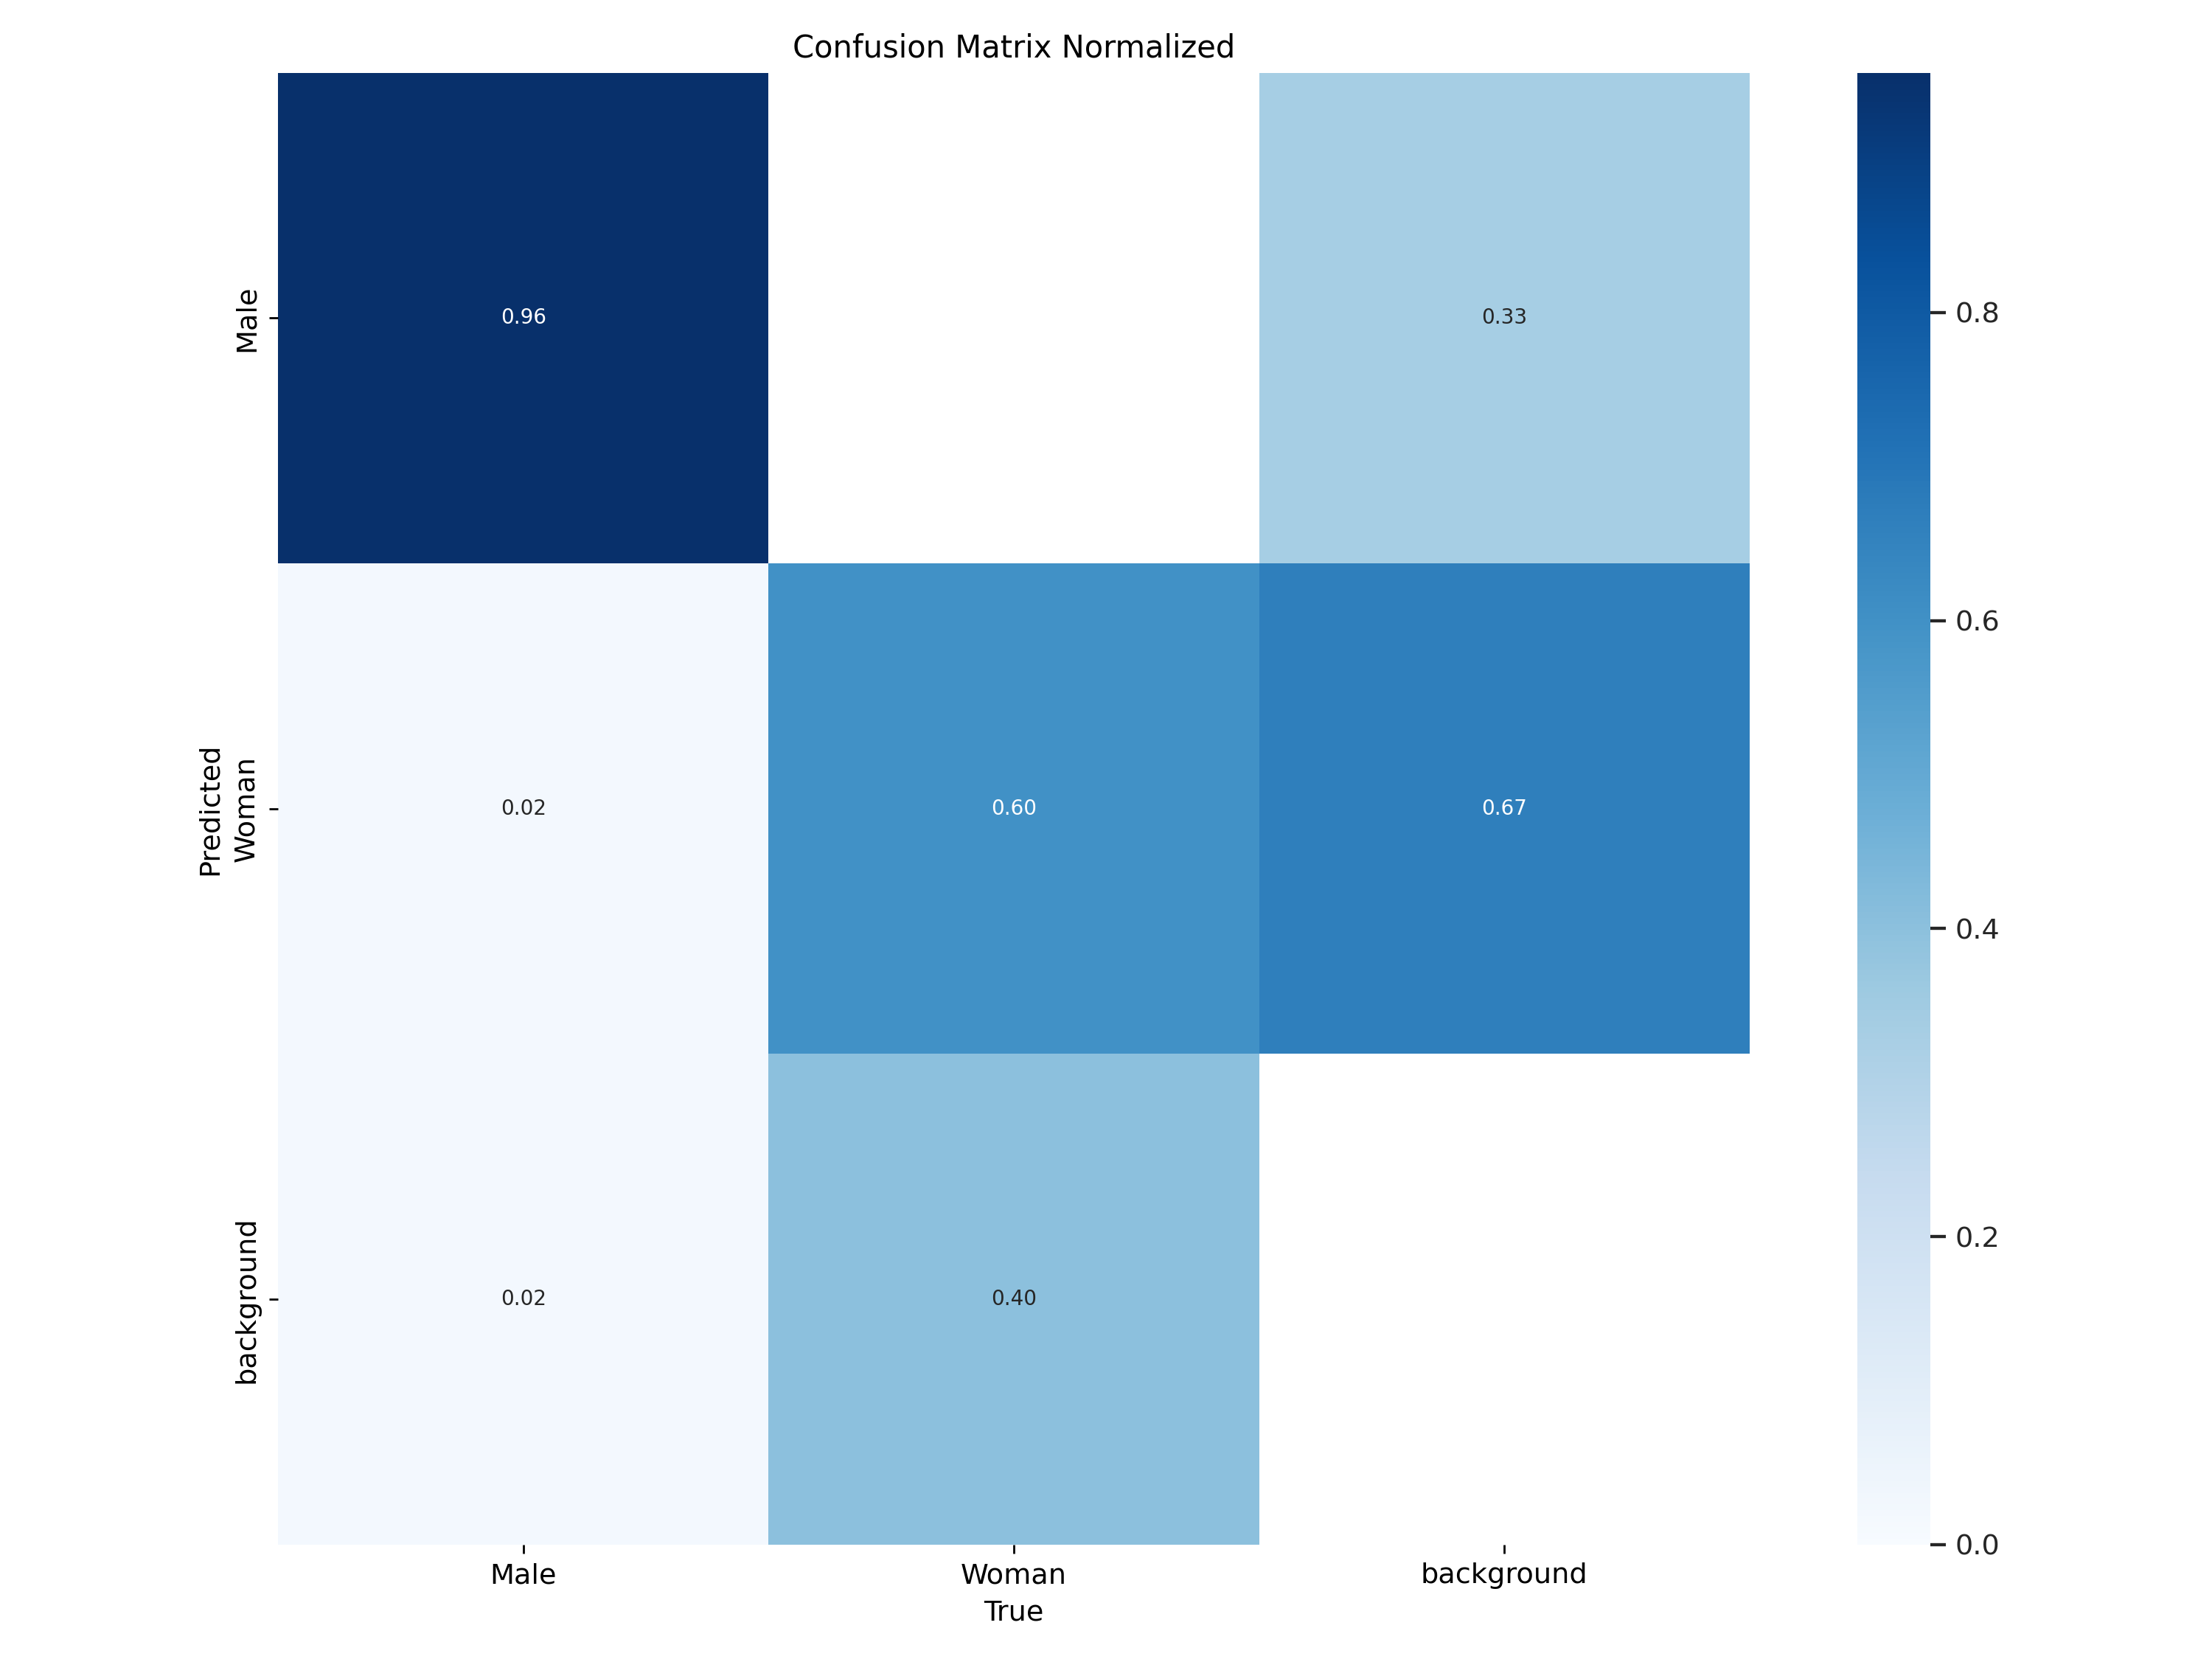 Confusion Matrix Normalized
Male
0.96
0.33
0.8
0.6
Predicted
Woman
0.02
0.60
0.67
0.4
background
0.02
0.40
0.2
0.0
Male
Woman
background
True